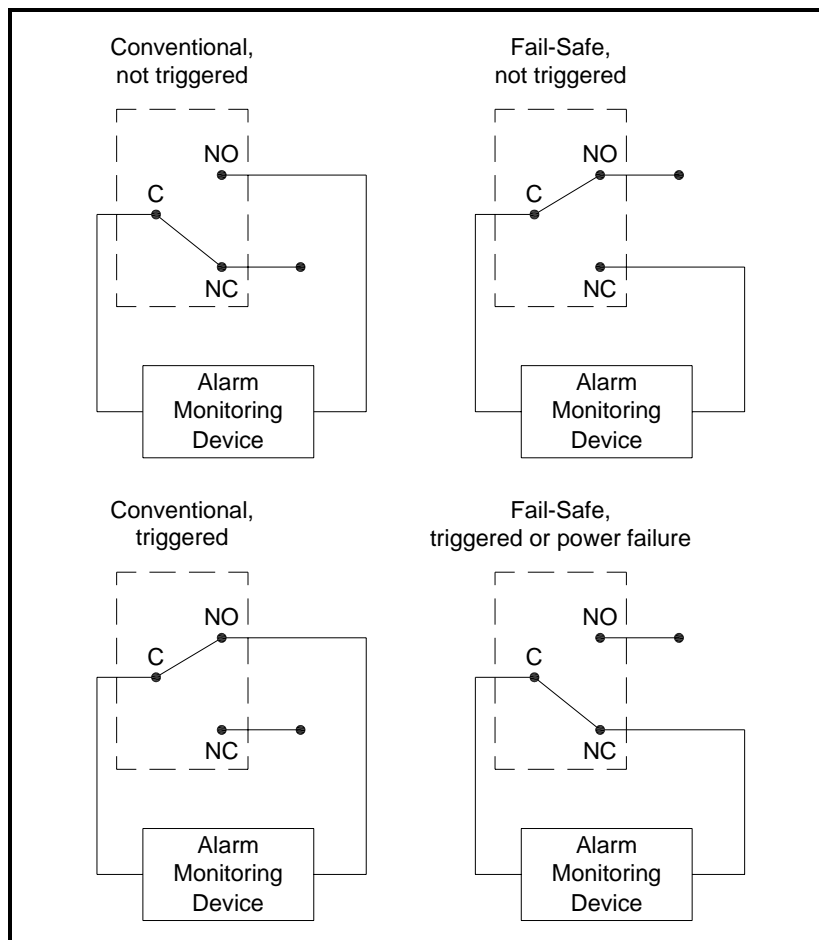 Conventional,
not triggered
NO
C
NC
Alarm
Monitoring
Device
Fail-Safe,
not triggered
NO
C
NC
Alarm
Monitoring
Device
Conventional,
triggered
NO
C
NC
Alarm
Monitoring
Device
Fail-Safe,
triggered or power failure
NO
C
NC
Alarm
Monitoring
Device